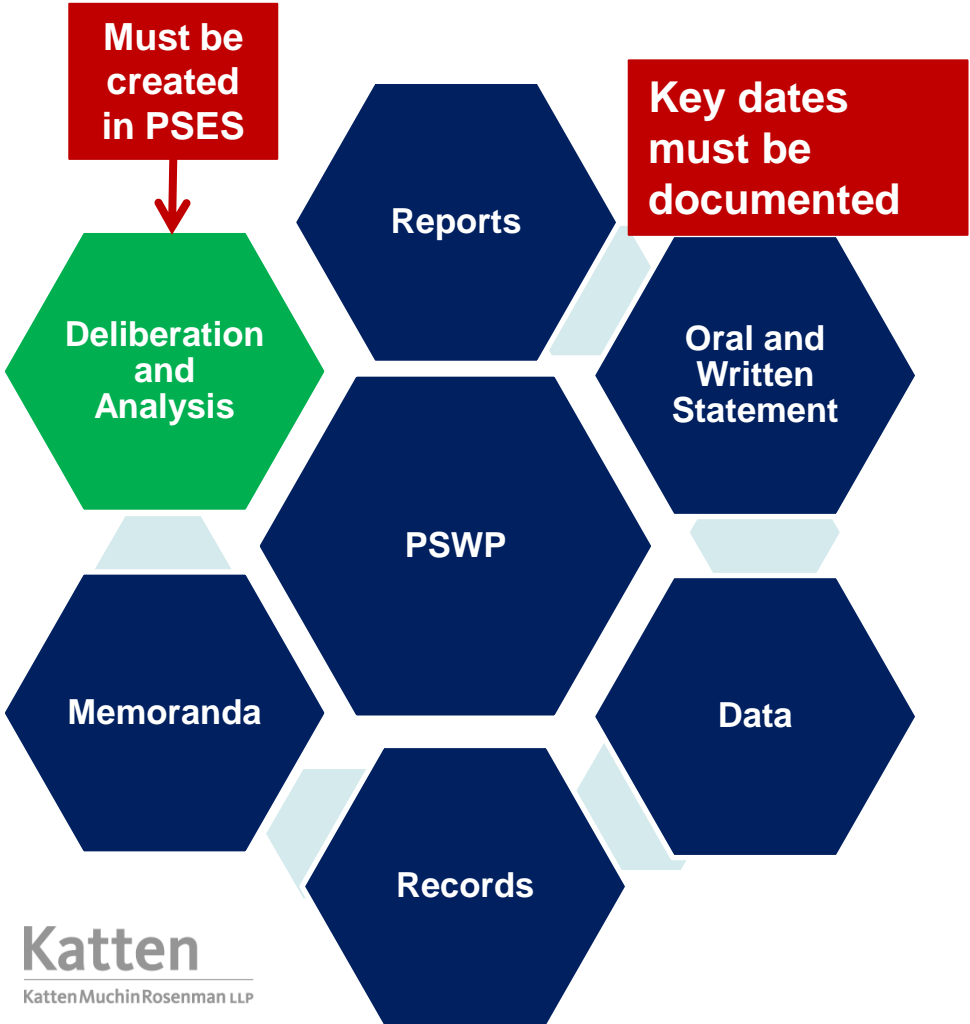 Must be
created
in PSES
Key dates
must be
documented
Reports
Deliberation
and
Analysis
Oral and
Written
Statement
PSWP
Memoranda
Data
Records
Katten
KattenMuchinRosenman LLP